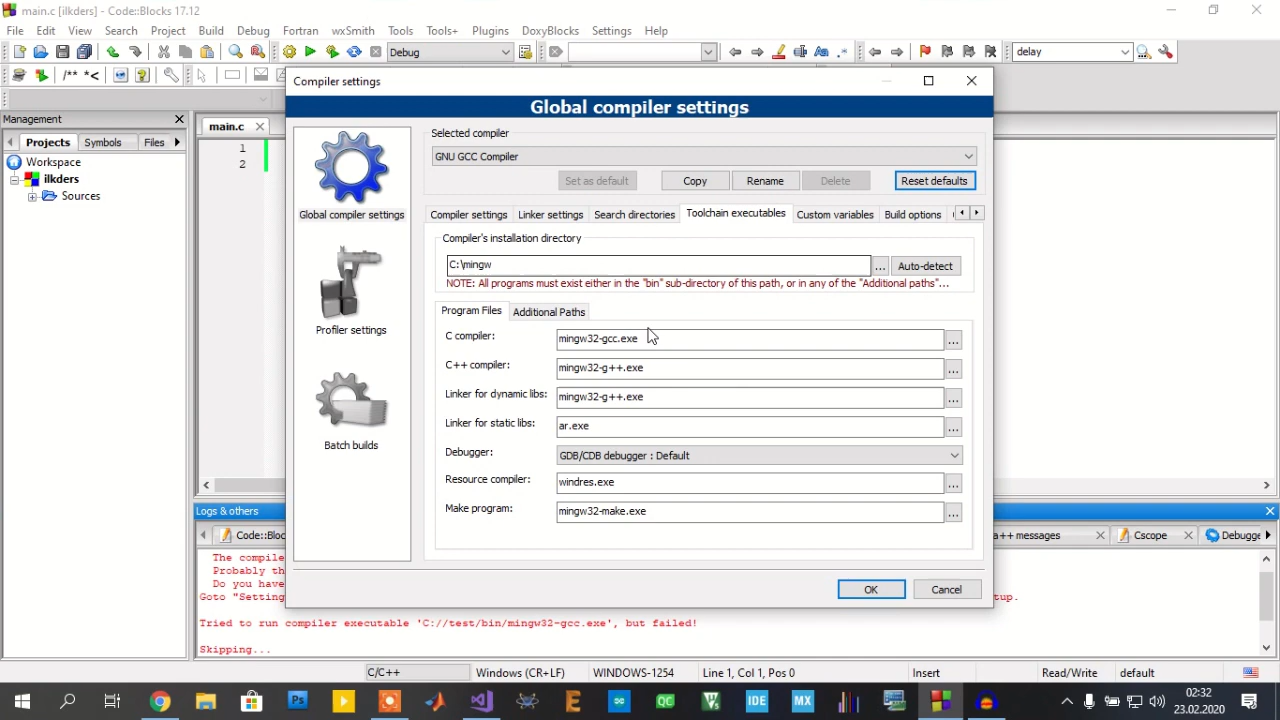 main.c [ilkders] - Code::Blocks 17.12
File Edit View Search Project Build Debug Fortran wxSmith Tools Tools+ Plugins DoxyBlocks Settings Help
Debug
delay
/** *<
Management
Projects Symbols Files
Workspace
ilkders
Sources
main.c
1
2
Compiler settings
Global compiler settings
Global compiler settings
Profiler settings
Batch builds
Selected compiler
GNU GCC Compiler
Set as default Copy Rename Delete Reset defaults
Compiler settings Linker settings Search directories Toolchain executables Custom variables Build options
Compiler's installation directory
C:\mingw ... Auto-detect
NOTE: All programs must exist either in the "bin" sub-directory of this path, or in any of the "Additional paths"...
Program Files Additional Paths
C compiler: mingw32-gcc.exe ...
C++ compiler: mingw32-g++.exe ...
Linker for dynamic libs: mingw32-g++.exe ...
Linker for static libs: ar.exe ...
Debugger: GDB/CDB debugger : Default
Resource compiler: windres.exe ...
Make program: mingw32-make.exe ...
OK Cancel
Logs & others
Code::Bloc a++ messages Cscope Debugge
The compile
Probably th
Do you have
Goto "Setting up.
Tried to run compiler executable 'C://test/bin/mingw32-gcc.exe', but failed!
Skipping...
C/C++ Windows (CR+LF) WINDOWS-1254 Line 1, Col 1, Pos 0 Insert Read/Write default
Ps QC IDE MX
02:32
23.02.2020